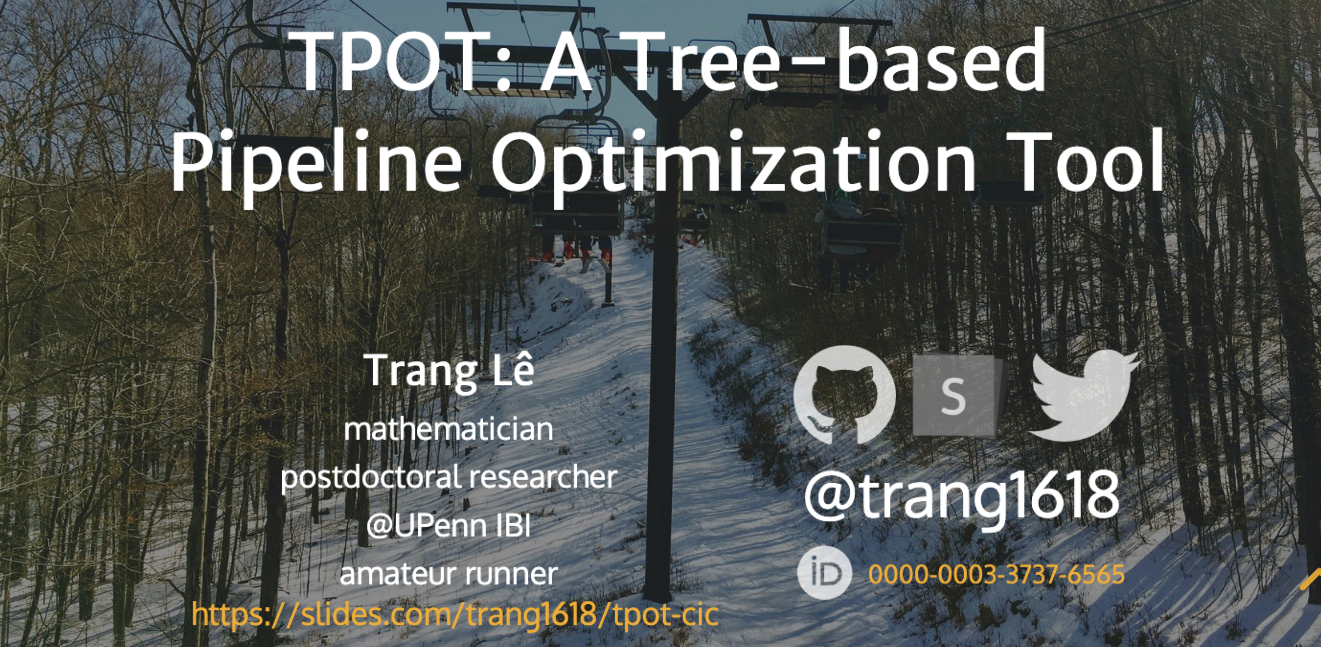 TPOT: A Tree-based
Pipeline Optimization Tool
Trang Lê
mathematician
postdoctoral researcher
@UPenn IBI
amateur runner
https://slides.com/trang1618/tpot-cic
S
@trang1618
iD 0000-0003-3737-6565